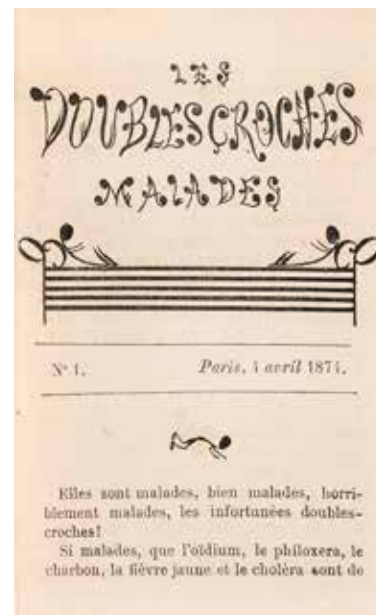 LES
DOUBLES CROCHES
MALADES
N° 1.
Paris, 4 avril 1874.
Elles sont malades, bien malades, horri-
blement malades, les infortunées doubles-
croches!
Si malades, que l'oïdium, le philoxera, le
charbon, la fièvre jaune et le choléra sont de